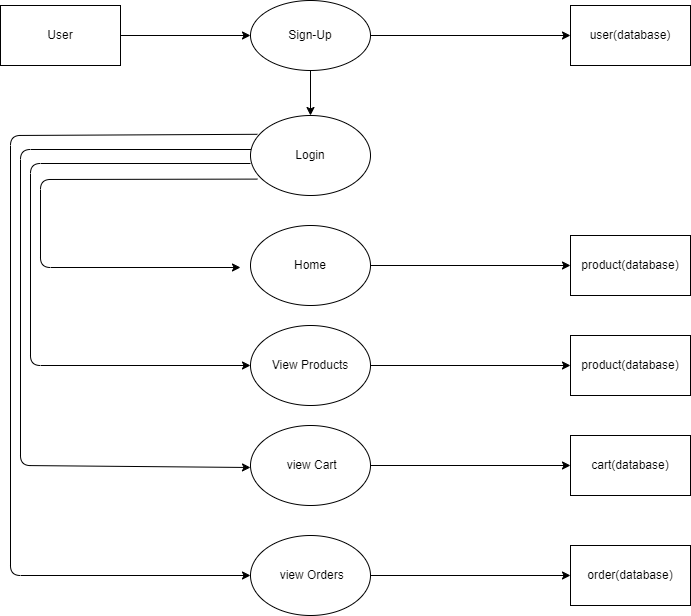 User
Sign-Up
user(database)
Login
Home
product(database)
View Products
product(database)
view Cart
cart(database)
view Orders
order(database)